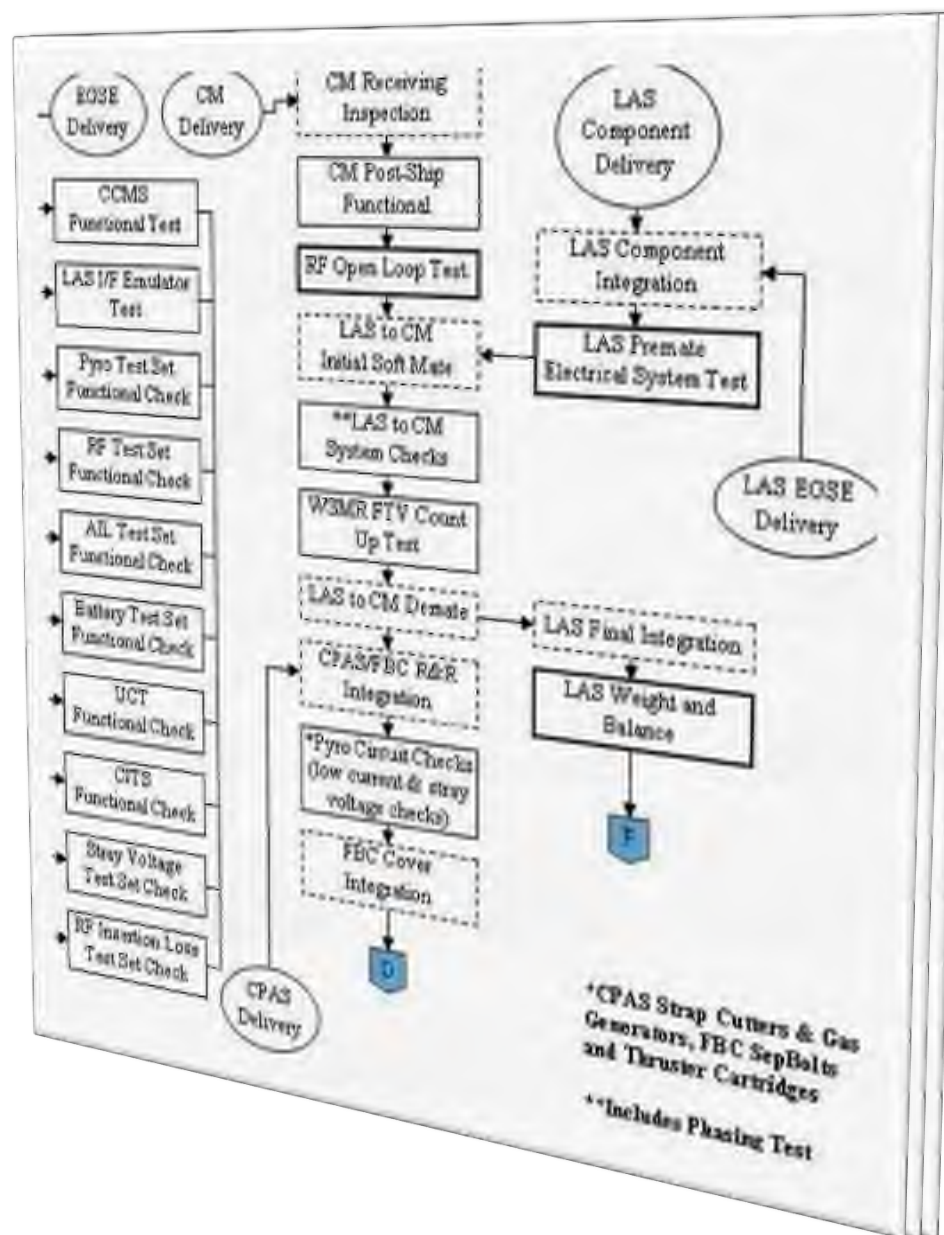 EGSE
Delivery
CM
Delivery
CM Receiving
Inspection
LAS
Component
Delivery
CCMS
Functional Test
LAS I/F Emulator
Test
Pyro Test Set
Functional Check
RF Test Set
Functional Check
AIL Test Set
Functional Check
Battery Test Set
Functional Check
UCT
Functional Check
CITS
Functional Check
Stray Voltage
Test Set Check
RF Insertion Loss
Test Set Check
CM Post-Ship
Functional
RF Open Loop Test
LAS to CM
Initial Soft Mate
**LAS to CM
System Checks
WSMR FTV Count
Up Test
LAS to CM Demate
CPAS/FBC R&R
Integration
*Pyro Circuit Checks
(low current & stray
voltage checks)
FBC Cover
Integration
D
CPAS
Delivery
LAS Component
Integration
LAS Premate
Electrical System Test
LAS EGSE
Delivery
LAS Final Integration
LAS Weight and
Balance
F
*CPAS Strap Cutters & Gas
Generators, FBC SepBolts
and Thruster Cartridges
**Includes Phasing Test